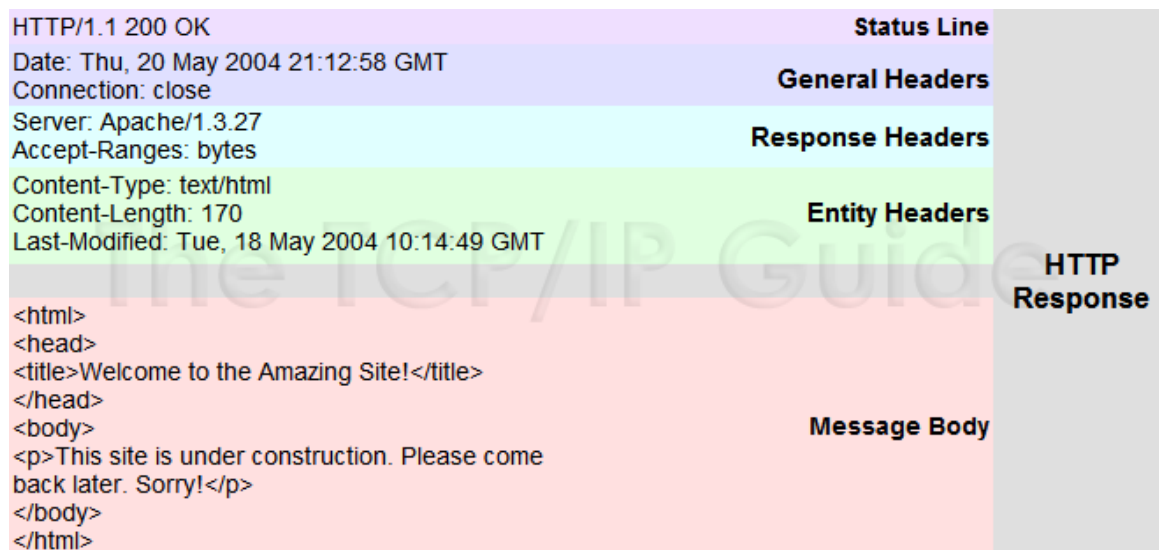 HTTP/1.1 200 OK Status Line
Date: Thu, 20 May 2004 21:12:58 GMT
Connection: close
General Headers
Server: Apache/1.3.27
Accept-Ranges: bytes
Response Headers
Content-Type: text/html
Content-Length: 170
Last-Modified: Tue, 18 May 2004 10:14:49 GMT
Entity Headers
The TCP/IP Guide
<html>
<head>
<title>Welcome to the Amazing Site!</title>
</head>
<body>
<p>This site is under construction. Please come
back later. Sorry!</p>
</body>
</html>
Message Body
HTTP
Response